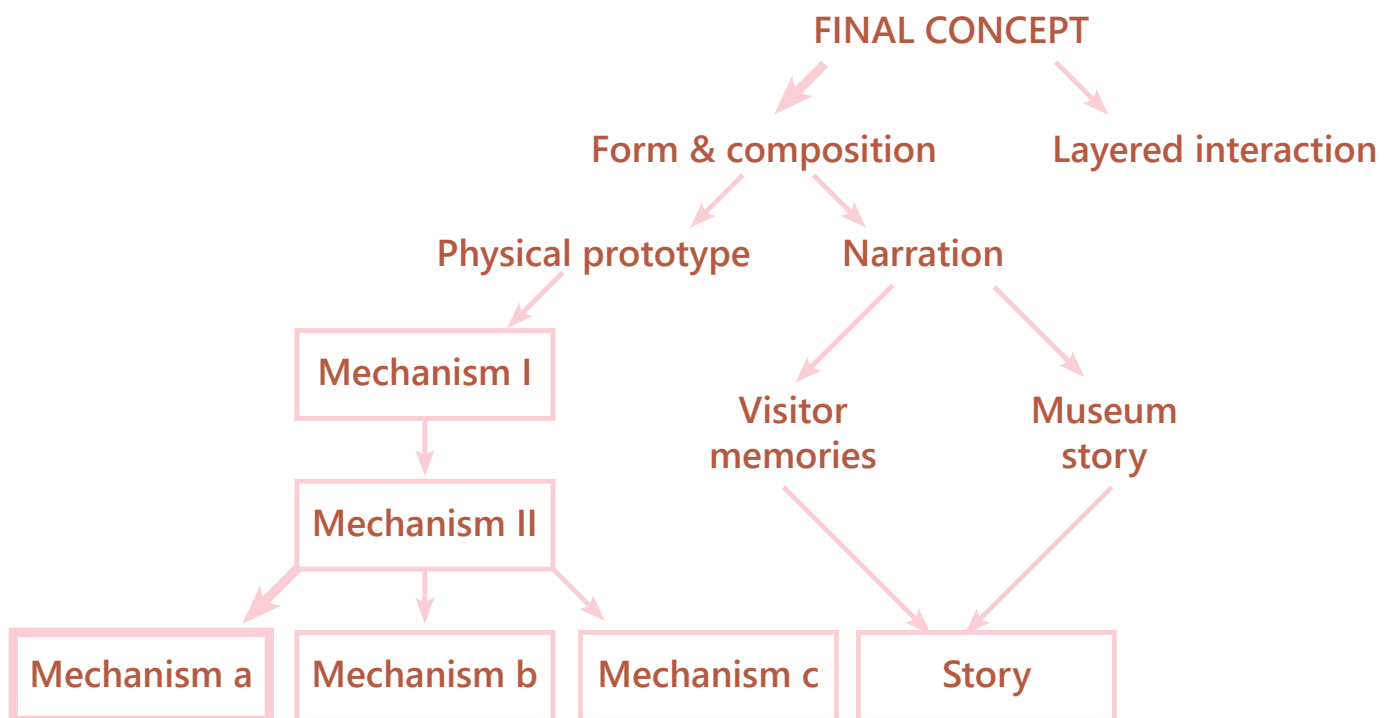 FINAL CONCEPT
Form & composition
Layered interaction
Physical prototype
Narration
Mechanism I
Visitor
memories
Museum
story
Mechanism II
Mechanism a
Mechanism b
Mechanism c
Story